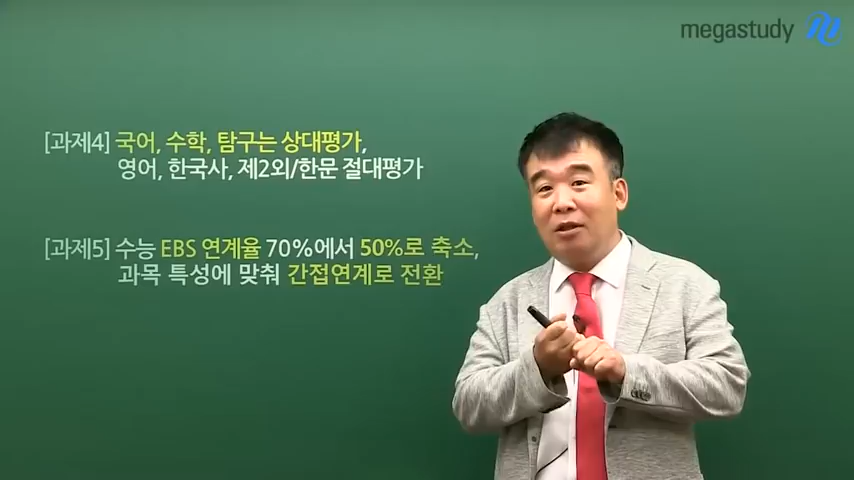 megastudy
[과제4] 국어, 수학, 탐구는 상대평가,
영어, 한국사, 제2외/한문 절대평가
[과제5] 수능 EBS 연계율 70%에서 50%로 축소,
과목 특성에 맞춰 간접연계로 전환